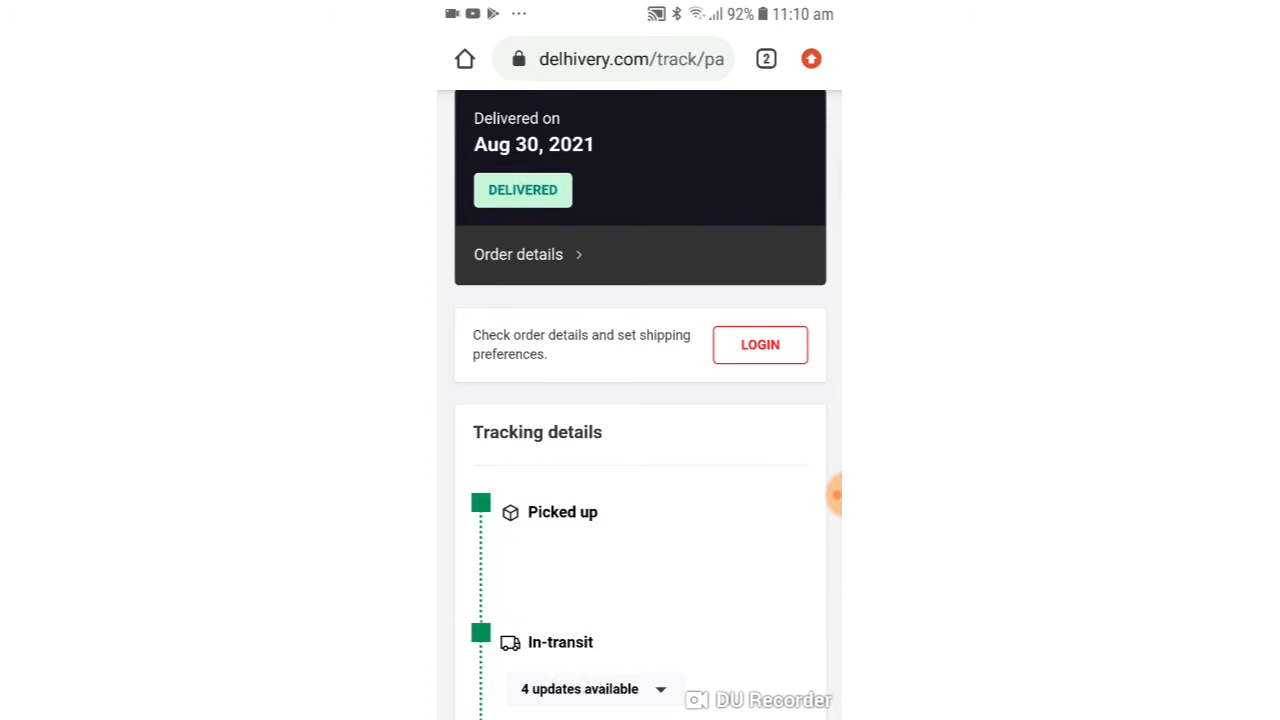 92% 11:10 am
delhivery.com/track/pa
2
Delivered on
Aug 30, 2021
DELIVERED
Order details
Check order details and set shipping
preferences.
LOGIN
Tracking details
Picked up
In-transit
4 updates available
DU Recorder